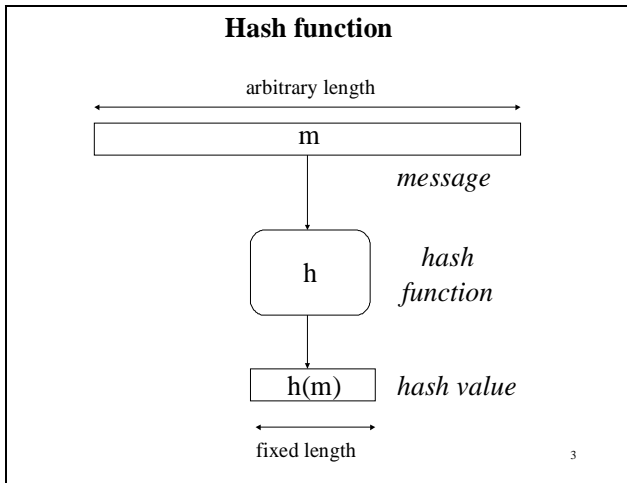 Hash function
arbitrary length
m
message
h
hash
function
h(m)
hash value
fixed length
3